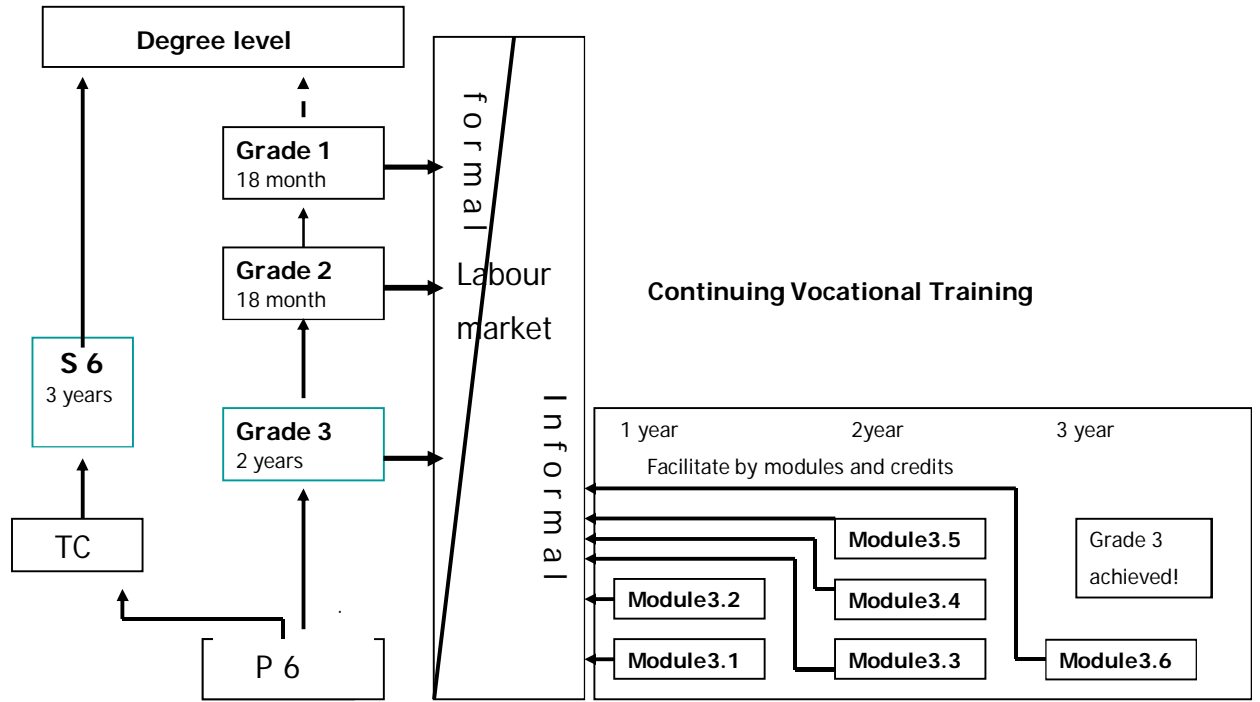 Degree level
Grade 1
18 month
Grade 2
18 month
S 6
3 years
Grade 3
2 years
TC
P 6
formal
Labour
market
Informal
Continuing Vocational Training
1 year
2year
3 year
Facilitate by modules and credits
Module3.5
Grade 3
achieved!
Module3.2
Module3.4
Module3.1
Module3.3
Module3.6